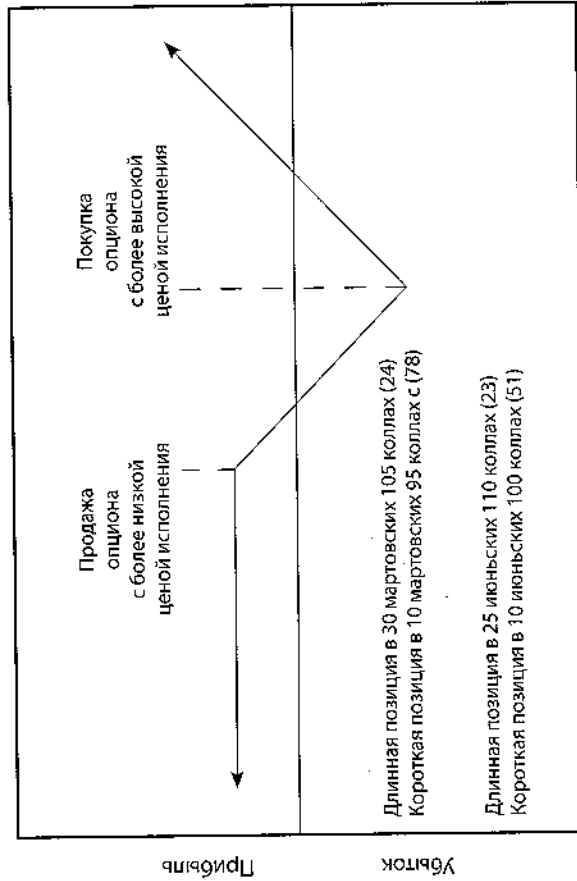 Прибыль
Убыток
Продажа
опциона
с более низкой
ценой исполнения
Покупка
опциона
с более высокой
ценой исполнения
Длинная позиция в 30 мартовских 105 коллах (24)
Короткая позиция в 10 мартовских 95 коллах с (78)
Длинная позиция в 25 июньских 110 коллах (23)
Короткая позиция в 10 июньских 100 коллах (51)